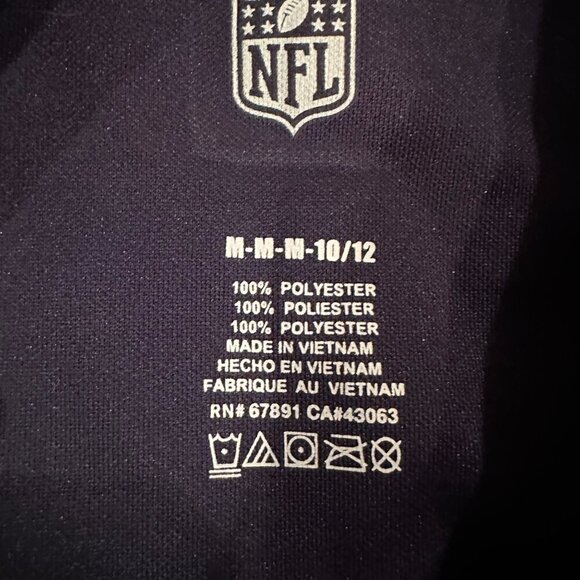 NFL
M-M-M-10/12
100% POLYESTER
100% POLIESTER
100% POLYESTER
MADE IN VIETNAM
HECHO EN VIETNAM
FABRIQUE AU VIETNAM
RN# 67891 CA#43063